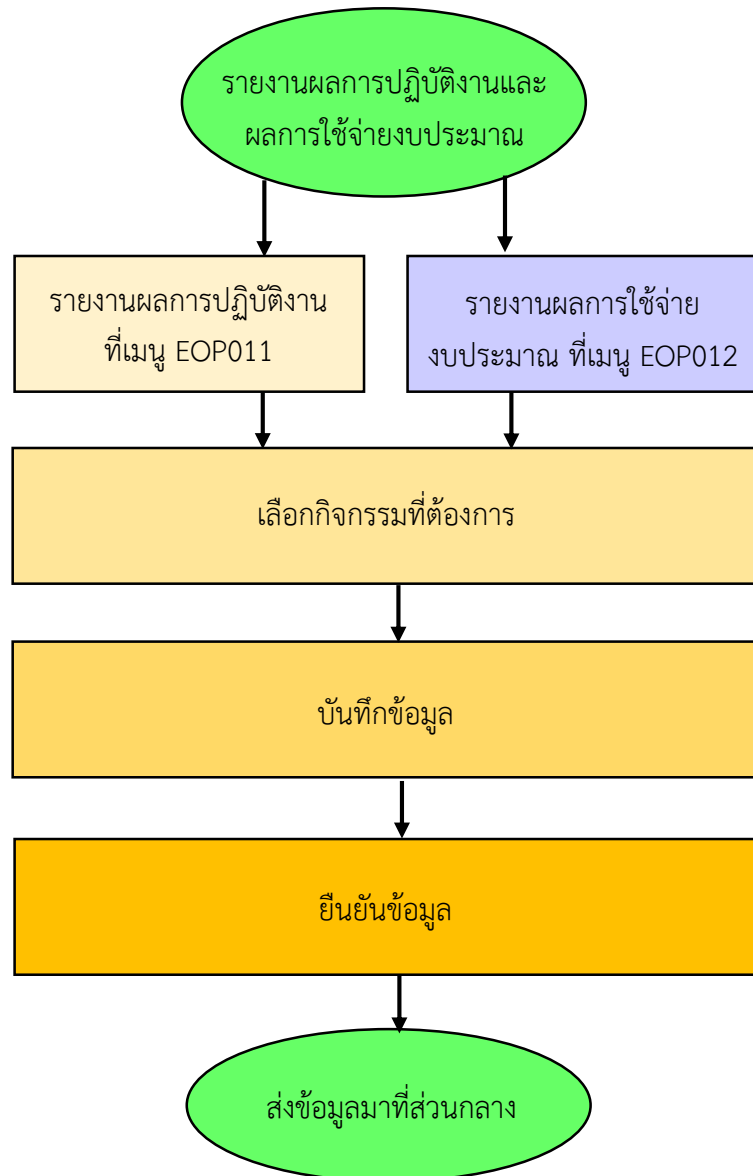 รายงานผลการปฏิบัติงานและ
ผลการใช้จ่ายงบประมาณ
รายงานผลการปฏิบัติงาน
ที่เมนู EOP011
รายงานผลการใช้จ่าย
งบประมาณ ที่เมนู EOP012
เลือกกิจกรรมที่ต้องการ
บันทึกข้อมูล
ยืนยันข้อมูล
ส่งข้อมูลมาที่ส่วนกลาง